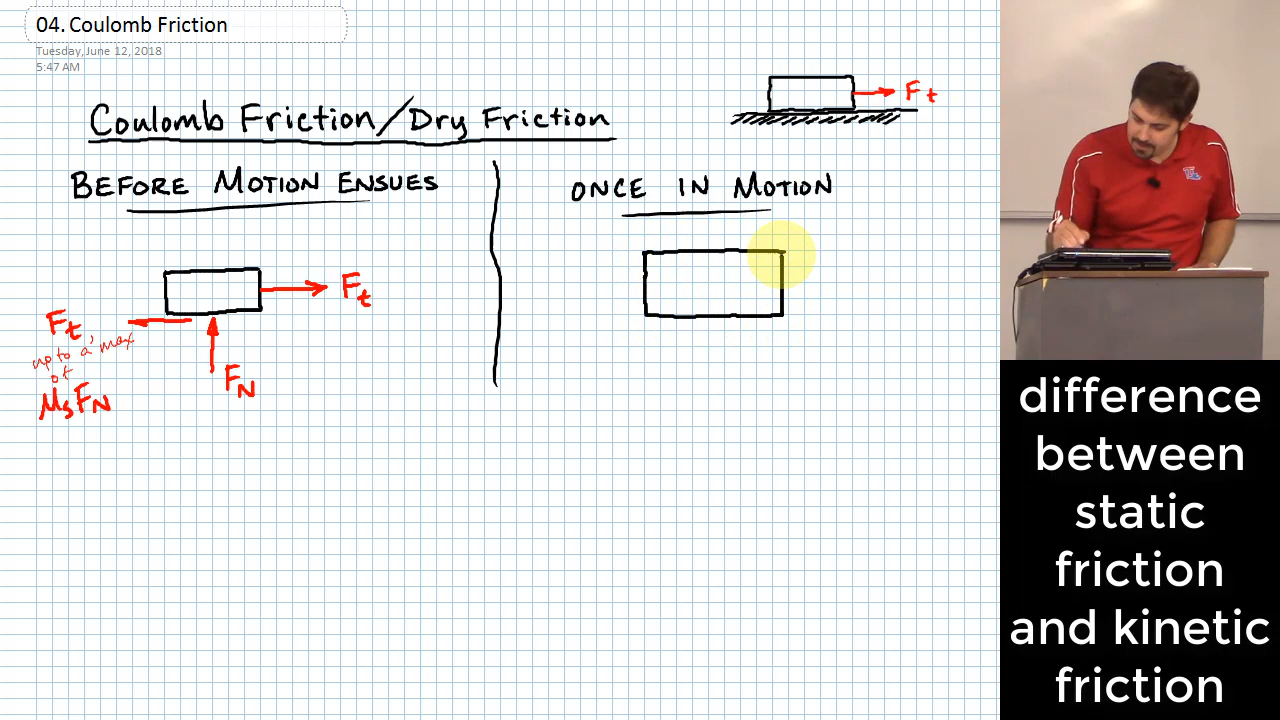 04. Coulomb Friction
Tuesday, June 12, 2018
5:47 AM
Coulomb Friction/Dry Friction
Ft
BEFORE MOTION ENSUES
ONCE IN MOTION
Ft
Ft
up to a max
of
μsFN
FN
difference
between
static
friction
and kinetic
friction